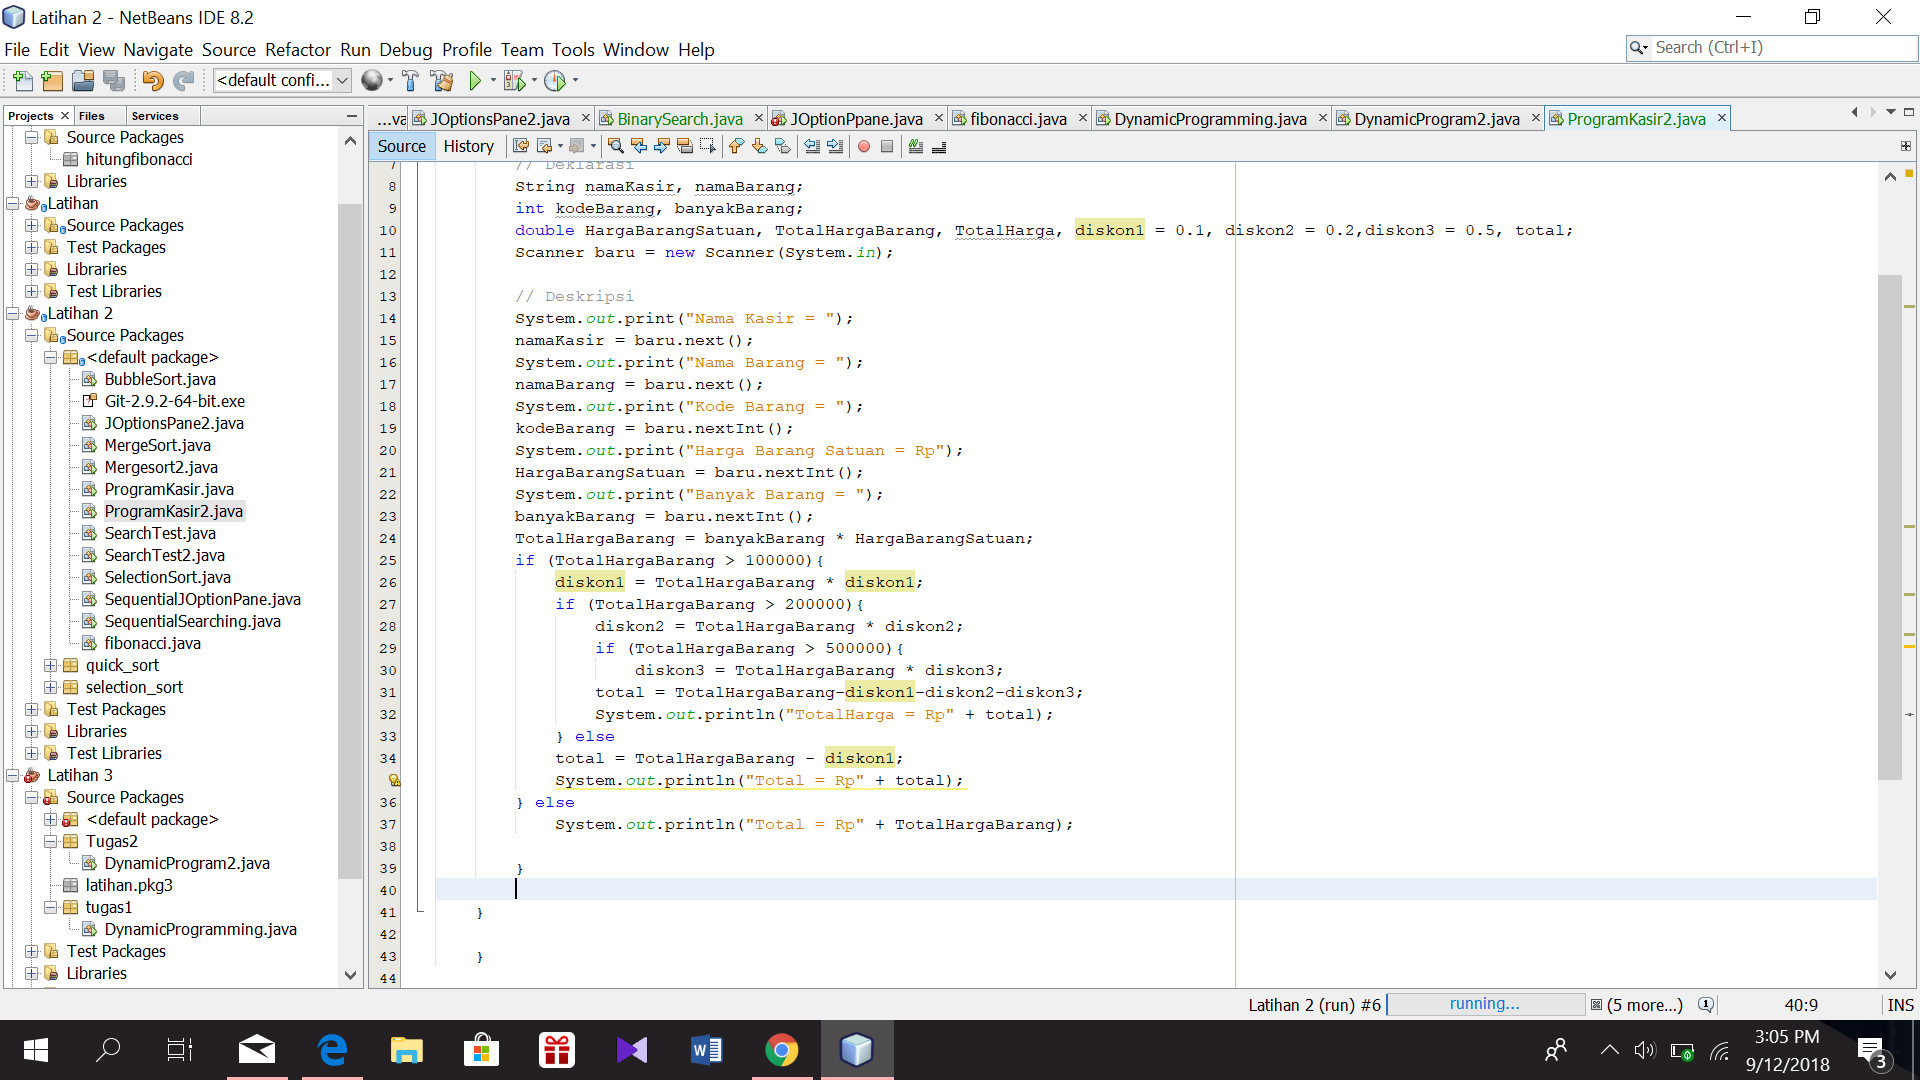 Latihan 2 - NetBeans IDE 8.2
File Edit View Navigate Source Refactor Run Debug Profile Team Tools Window Help
Search (Ctrl+I)
<default confi...
Projects Files Services
...va JOptionsPane2.java BinarySearch.java JOptionPpane.java fibonacci.java DynamicProgramming.java DynamicProgram2.java ProgramKasir2.java
Source History
Source Packages
hitungfibonacci
Libraries
Latihan
Source Packages
Test Packages
Libraries
Test Libraries
Latihan 2
Source Packages
<default package>
BubbleSort.java
Git-2.9.2-64-bit.exe
JOptionsPane2.java
MergeSort.java
Mergesort2.java
ProgramKasir.java
ProgramKasir2.java
SearchTest.java
SearchTest2.java
SelectionSort.java
SequentialJOptionPane.java
SequentialSearching.java
fibonacci.java
quick_sort
selection_sort
Test Packages
Libraries
Test Libraries
Latihan 3
Source Packages
<default package>
Tugas2
DynamicProgram2.java
latihan.pkg3
tugas1
DynamicProgramming.java
Test Packages
Libraries
7 // Deklarasi
8 String namaKasir, namaBarang;
9 int kodeBarang, banyakBarang;
10 double HargaBarangSatuan, TotalHargaBarang, TotalHarga, diskon1 = 0.1, diskon2 = 0.2,diskon3 = 0.5, total;
11 Scanner baru = new Scanner(System.in);
12
13 // Deskripsi
14 System.out.print("Nama Kasir = ");
15 namaKasir = baru.next();
16 System.out.print("Nama Barang = ");
17 namaBarang = baru.next();
18 System.out.print("Kode Barang = ");
19 kodeBarang = baru.nextInt();
20 System.out.print("Harga Barang Satuan = Rp");
21 HargaBarangSatuan = baru.nextInt();
22 System.out.print("Banyak Barang = ");
23 banyakBarang = baru.nextInt();
24 TotalHargaBarang = banyakBarang * HargaBarangSatuan;
25 if (TotalHargaBarang > 100000){
26 diskon1 = TotalHargaBarang * diskon1;
27 if (TotalHargaBarang > 200000){
28 diskon2 = TotalHargaBarang * diskon2;
29 if (TotalHargaBarang > 500000){
30 diskon3 = TotalHargaBarang * diskon3;
31 total = TotalHargaBarang-diskon1-diskon2-diskon3;
32 System.out.println("TotalHarga = Rp" + total);
33 } else
34 total = TotalHargaBarang - diskon1;
System.out.println("Total = Rp" + total);
36 } else
37 System.out.println("Total = Rp" + TotalHargaBarang);
38
39 }
40
41 }
42
43 }
44
Latihan 2 (run) #6 running... (5 more...) 1 40:9 INS
3:05 PM
9/12/2018
3